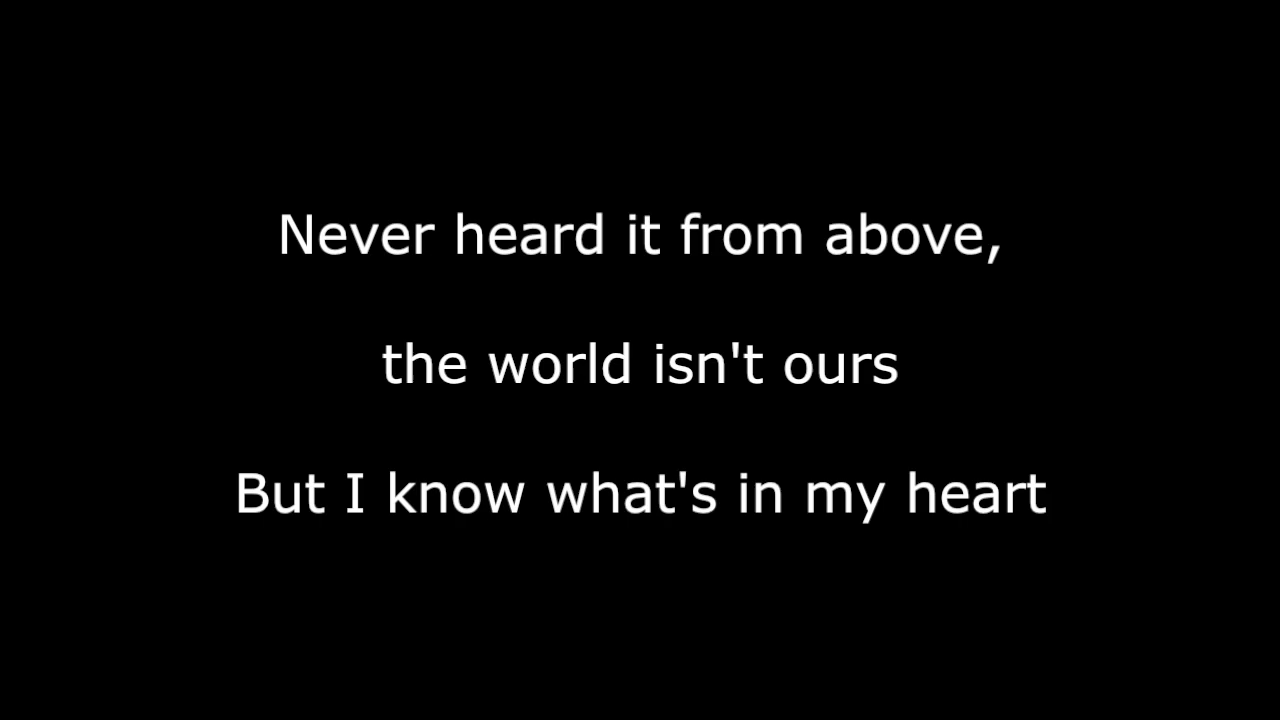 Never heard it from above,
the world isn't ours
But I know what's in my heart